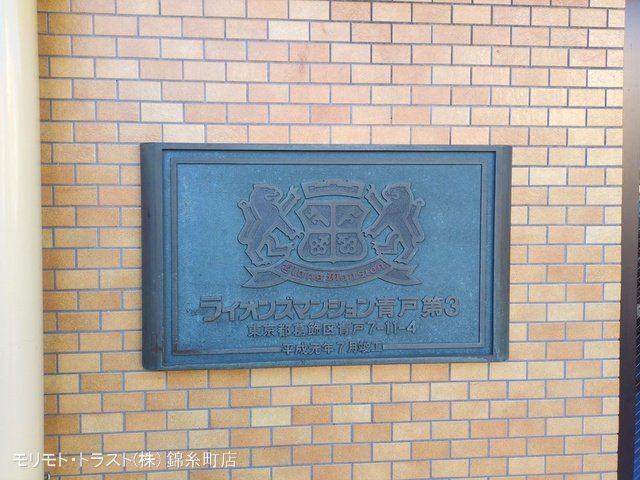 Lions Mansion
ライオンズマンション青戸第3
東京都葛飾区青戸7-11-4
平成元年7月竣工
モリモト・トラスト(株) 錦糸町店